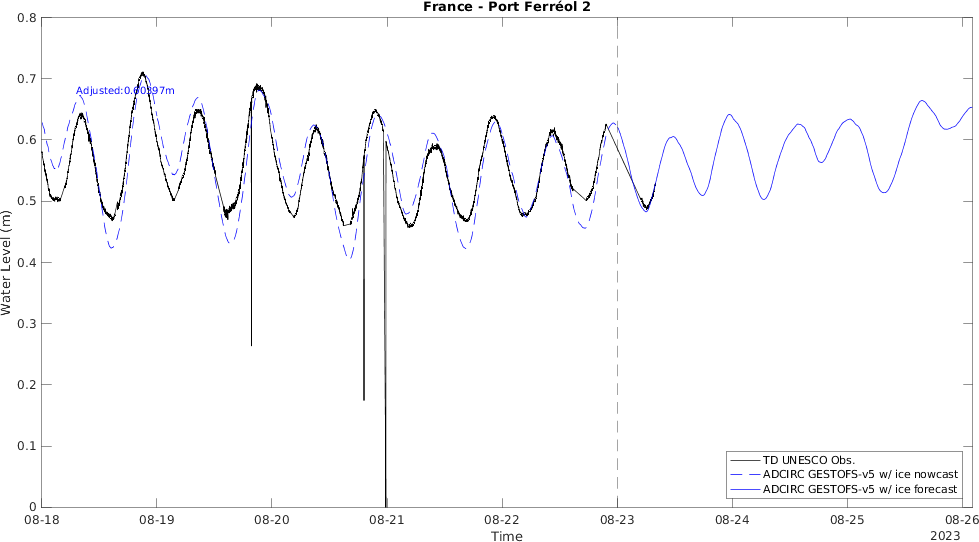 France - Port Ferréol 2
0.8
0.7
0.6
0.5
0.4
0.3
0.2
0.1
0
Water Level (m)
Adjusted:0.60397m
TD UNESCO Obs.
ADCIRC GESTOFS-v5 w/ ice nowcast
ADCIRC GESTOFS-v5 w/ ice forecast
08-18 08-19 08-20 08-21 08-22 08-23 08-24 08-25 08-26
Time
2023